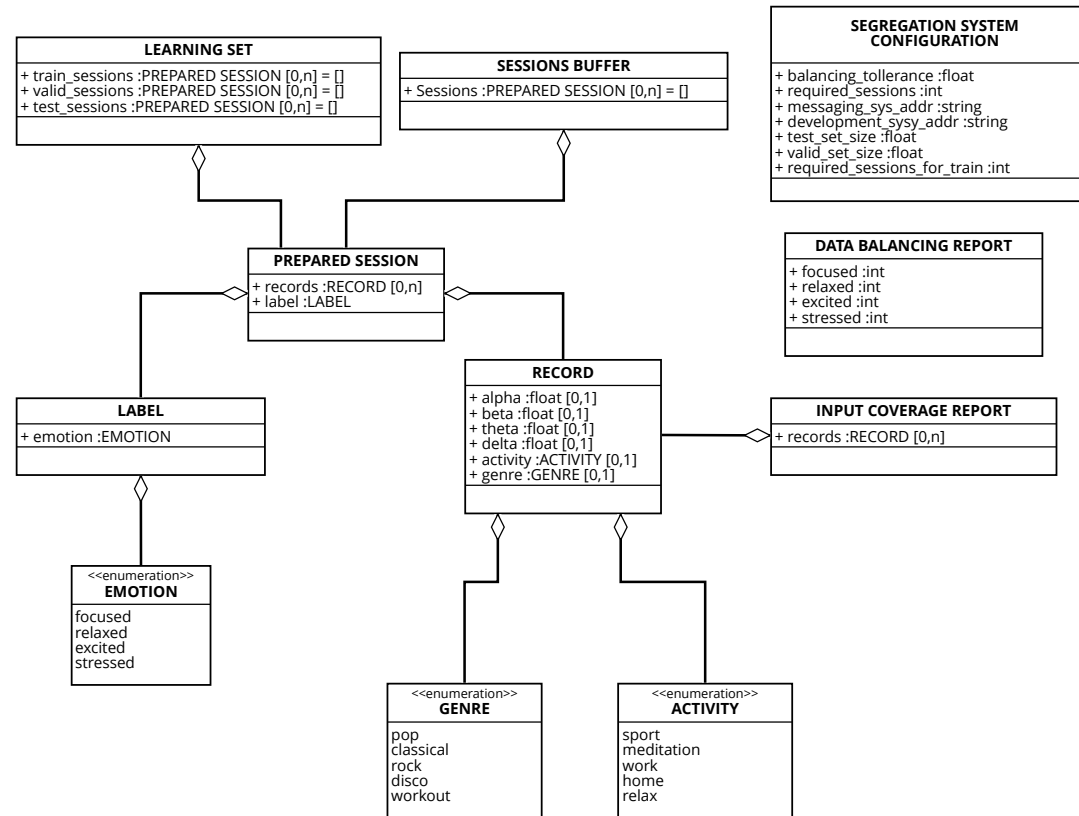 LEARNING SET
+ train_sessions :PREPARED SESSION [0,n] = []
+ valid_sessions :PREPARED SESSION [0,n] = []
+ test_sessions :PREPARED SESSION [0,n] = []
SESSIONS BUFFER
+ Sessions :PREPARED SESSION [0,n] = []
SEGREGATION SYSTEM
CONFIGURATION
+ balancing_tollerance :float
+ required_sessions :int
+ messaging_sys_addr :string
+ development_sysy_addr :string
+ test_set_size :float
+ valid_set_size :float
+ required_sessions_for_train :int
PREPARED SESSION
+ records :RECORD [0,n]
+ label :LABEL
DATA BALANCING REPORT
+ focused :int
+ relaxed :int
+ excited :int
+ stressed :int
RECORD
+ alpha :float [0,1]
+ beta :float [0,1]
+ theta :float [0,1]
+ delta :float [0,1]
+ activity :ACTIVITY [0,1]
+ genre :GENRE [0,1]
LABEL
+ emotion :EMOTION
INPUT COVERAGE REPORT
+ records :RECORD [0,n]
<<enumeration>>
EMOTION
focused
relaxed
excited
stressed
<<enumeration>>
GENRE
pop
classical
rock
disco
workout
<<enumeration>>
ACTIVITY
sport
meditation
work
home
relax